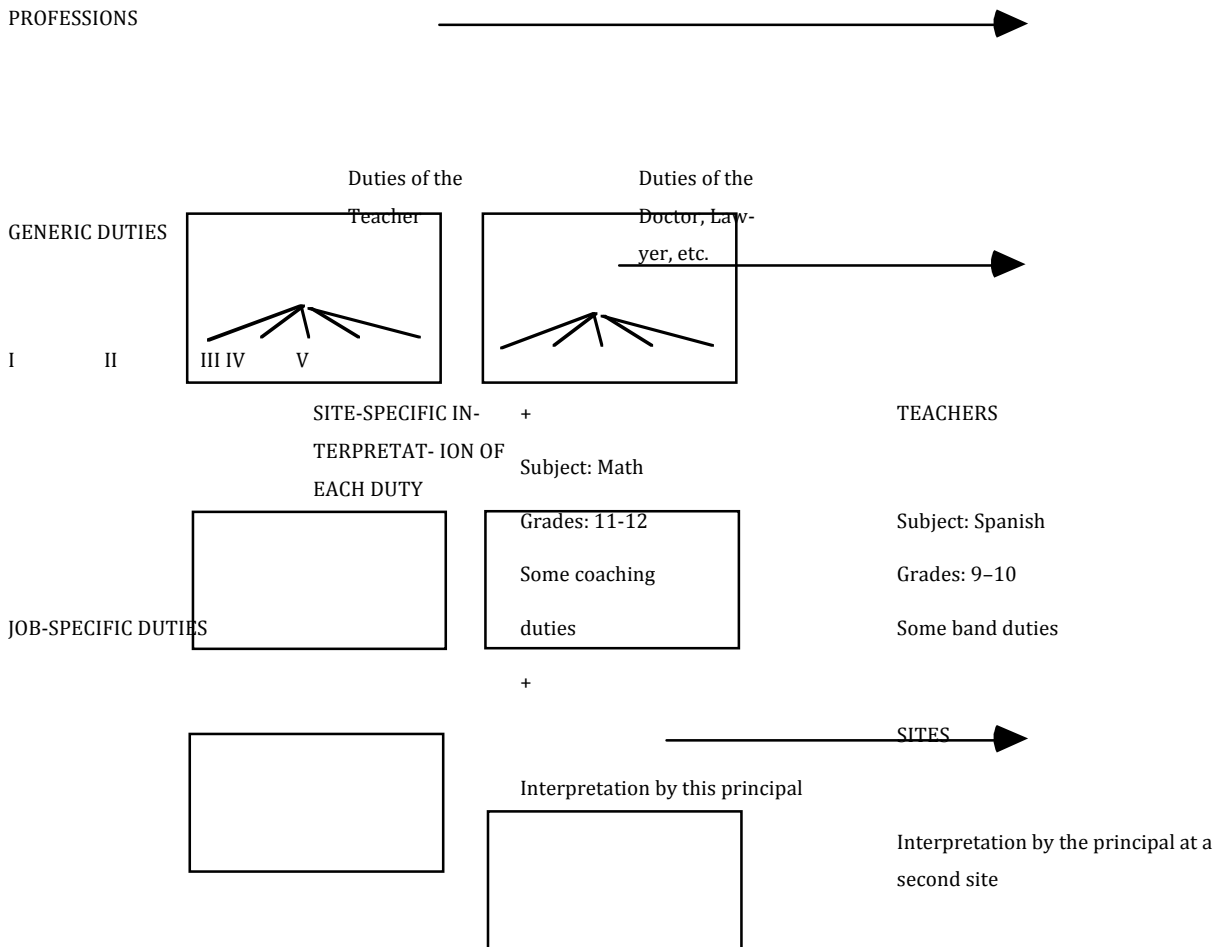 PROFESSIONS
Duties of the
Teacher
Duties of the
Doctor, Law-
yer, etc.
GENERIC DUTIES
I II III IV V
SITE-SPECIFIC IN-
TERPRETAT- ION OF
EACH DUTY
+
Subject: Math
Grades: 11-12
Some coaching
duties
+
TEACHERS
Subject: Spanish
Grades: 9–10
Some band duties
JOB-SPECIFIC DUTIES
SITES
Interpretation by this principal
Interpretation by the principal at a
second site